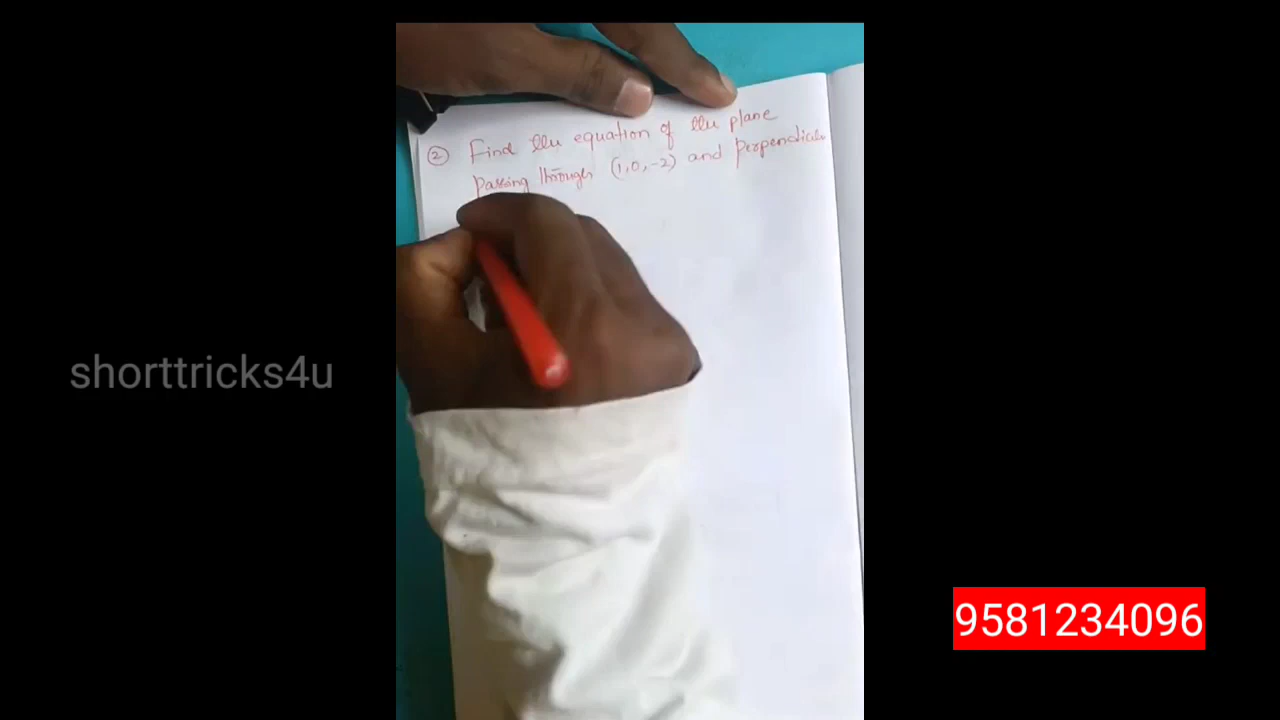 ② Find the equation of the plane
passing through (1,0,-2) and perpendicular
shorttricks4u
9581234096